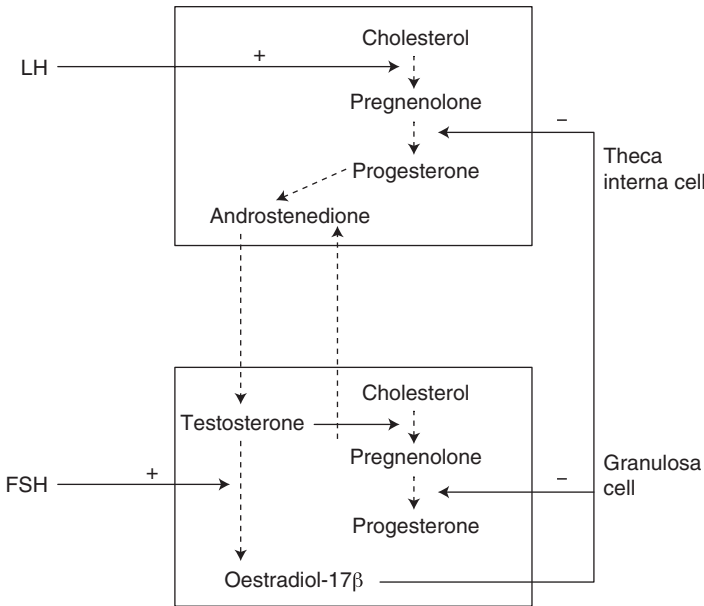 Cholesterol
LH
+
Pregnenolone
–
Progesterone
Theca
interna cell
Androstenedione
Cholesterol
Testosterone
Pregnenolone
FSH
+
–
Granulosa
cell
Progesterone
Oestradiol-17β